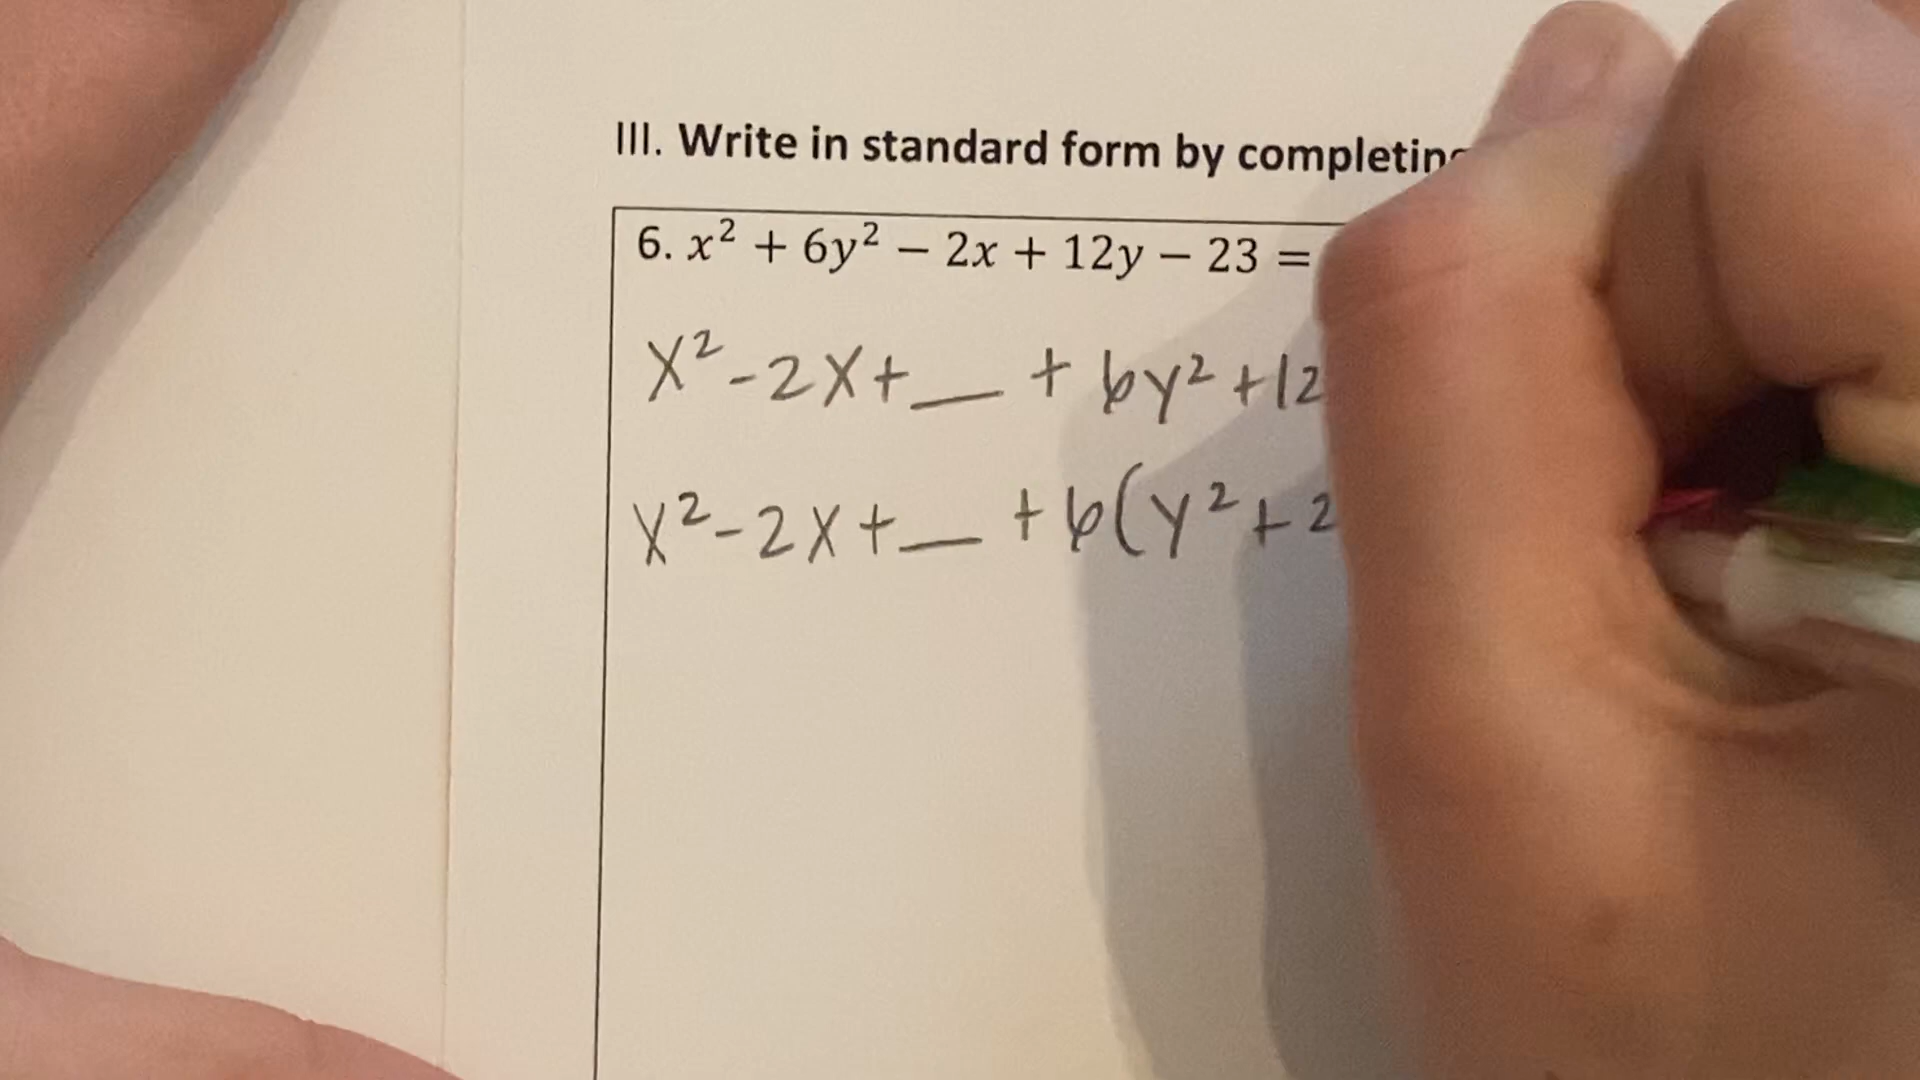 III. Write in standard form by
6. x² + 6y² − 2x + 12y − 23 =
x² - 2x + __ + 6y² + 12
x² - 2x + __ + 6(y² + 2